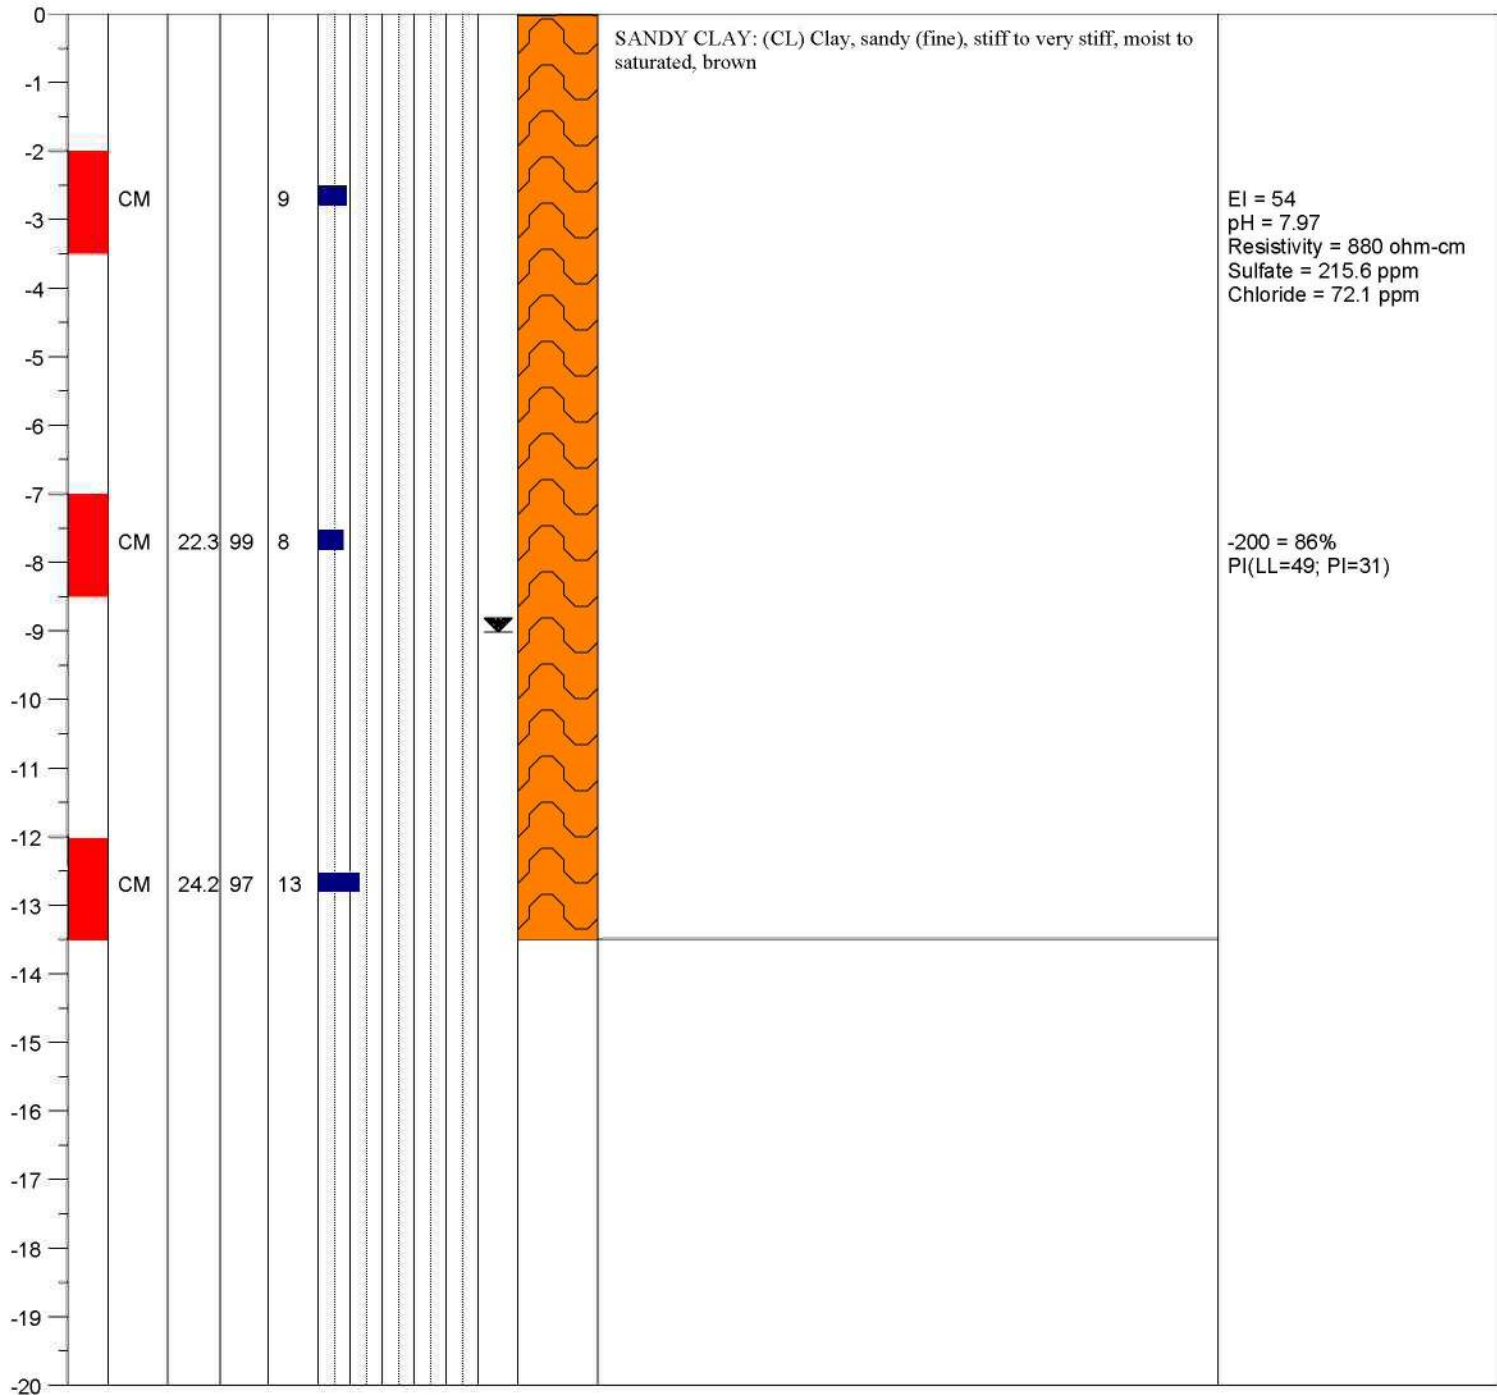 0
SANDY CLAY: (CL) Clay, sandy (fine), stiff to very stiff, moist to
saturated, brown
-1
-2
CM 9 EI = 54
-3 pH = 7.97
Resistivity = 880 ohm-cm
Sulfate = 215.6 ppm
-4 Chloride = 72.1 ppm
-5
-6
-7
CM 22.3 99 8 -200 = 86%
-8 PI(LL=49; PI=31)
-9
-10
-11
-12
CM 24.2 97 13
-13
-14
-15
-16
-17
-18
-19
-20